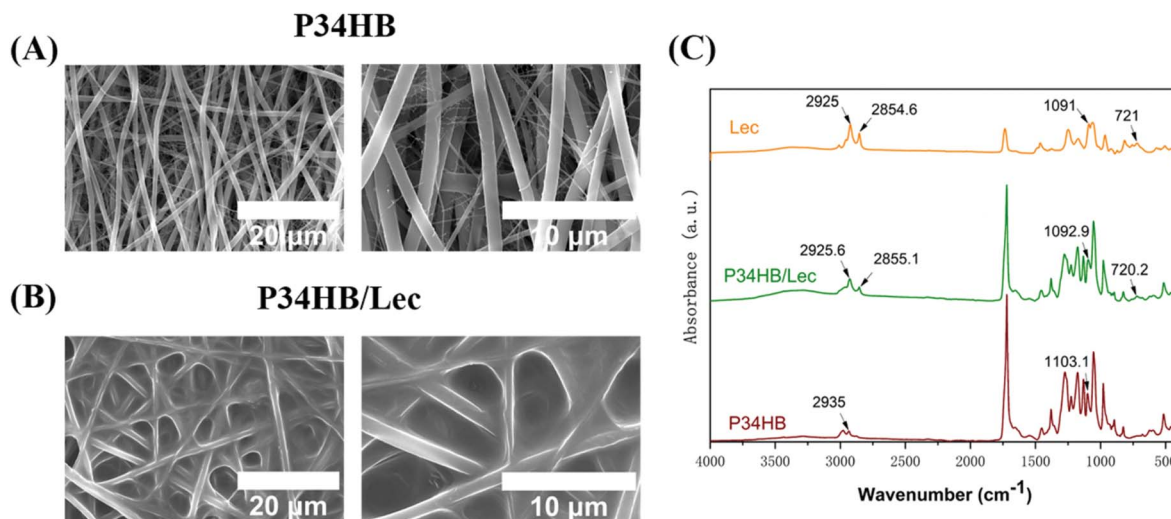 P34HB
(A)
20 μm
10 μm
(B)
P34HB/Lec
20 μm
10 μm
(C)
2925
2854.6
1091
721
Lec
2925.6
2855.1
1092.9
720.2
P34HB/Lec
1103.1
2935
P34HB
Absorbance (a.u.)
4000 3500 3000 2500 2000 1500 1000 500
Wavenumber (cm-1)